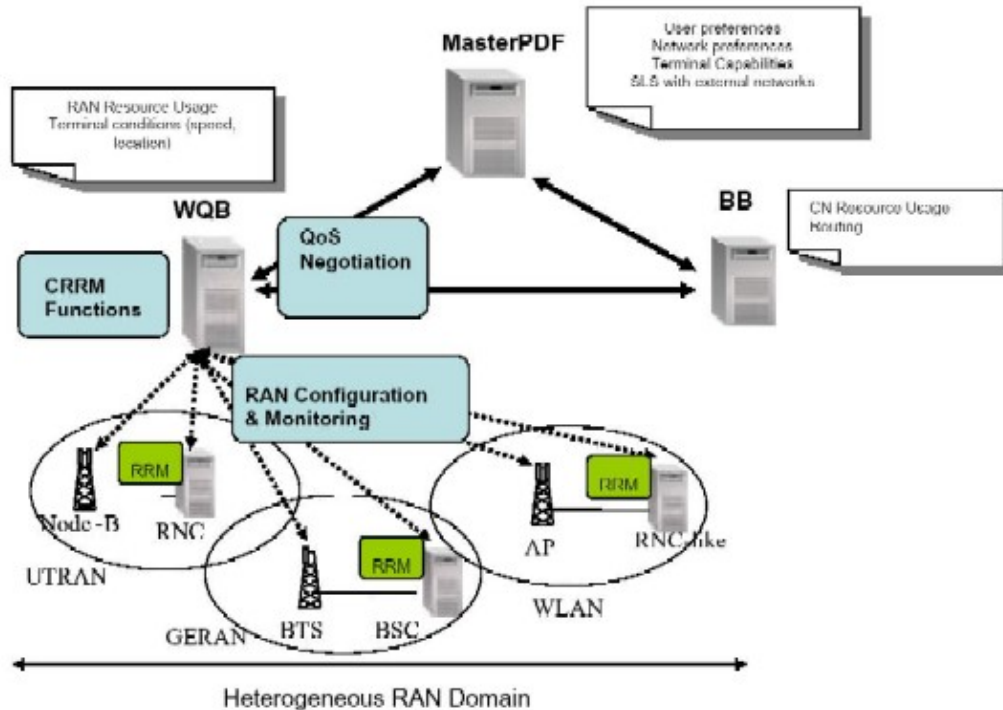 MasterPDF
User preferences
Network preferences
Terminal Capabilities
SLS with external networks
RAN Resource Usage
Terminal conditions (speed,
location)
WQB
BB
CN Resource Usage
Routing
QoS
Negotiation
CRRM
Functions
RAN Configuration
& Monitoring
RRM
Node-B
RNC
UTRAN
RRM
BTS
BSC
GERAN
RRM
AP
RNC-like
WLAN
Heterogeneous RAN Domain